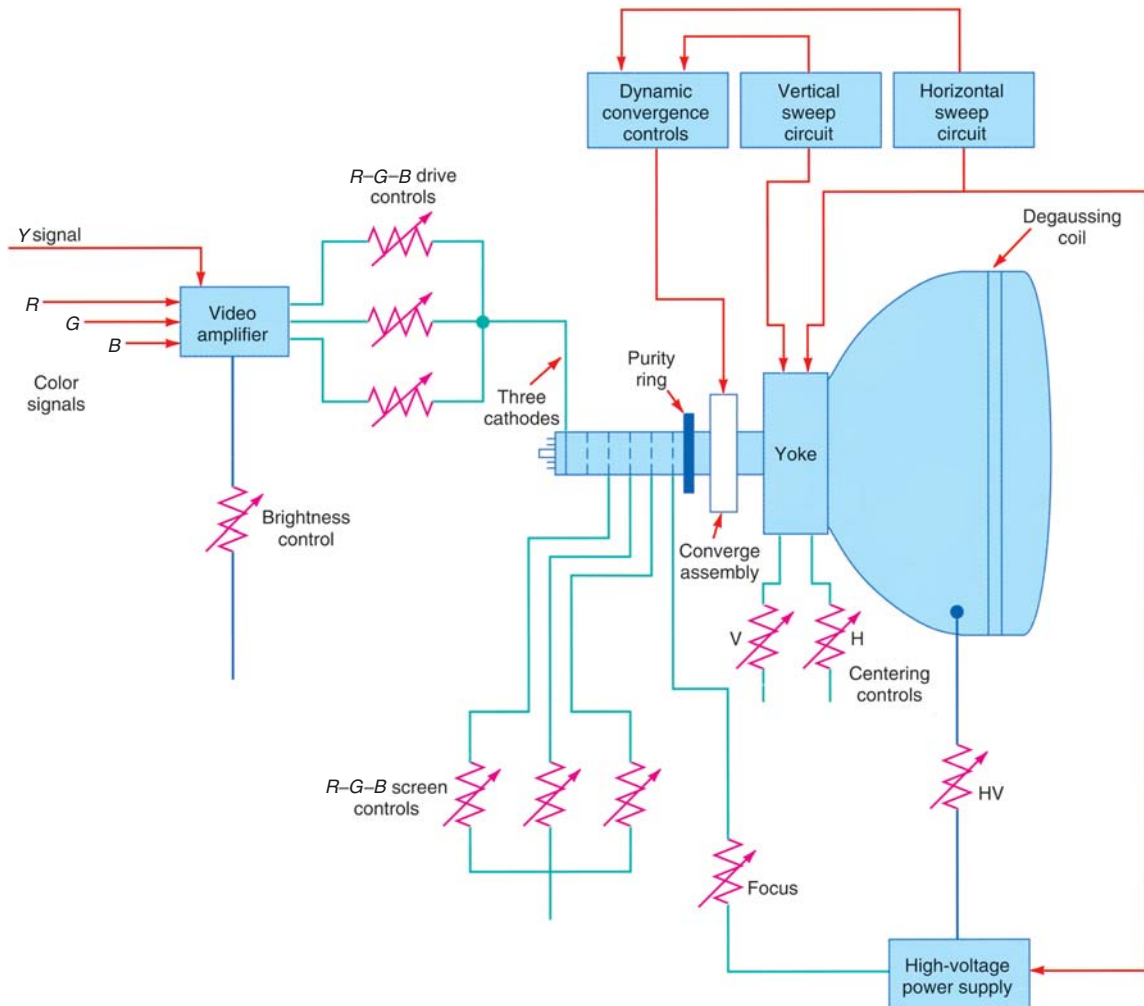 Dynamic
convergence
controls
Vertical
sweep
circuit
Horizontal
sweep
circuit
R–G–B drive
controls
Degaussing
coil
Y signal
R
G
B
Video
amplifier
Color
signals
Purity
ring
Three
cathodes
Yoke
Brightness
control
Converge
assembly
V
H
Centering
controls
R–G–B screen
controls
HV
Focus
High-voltage
power supply